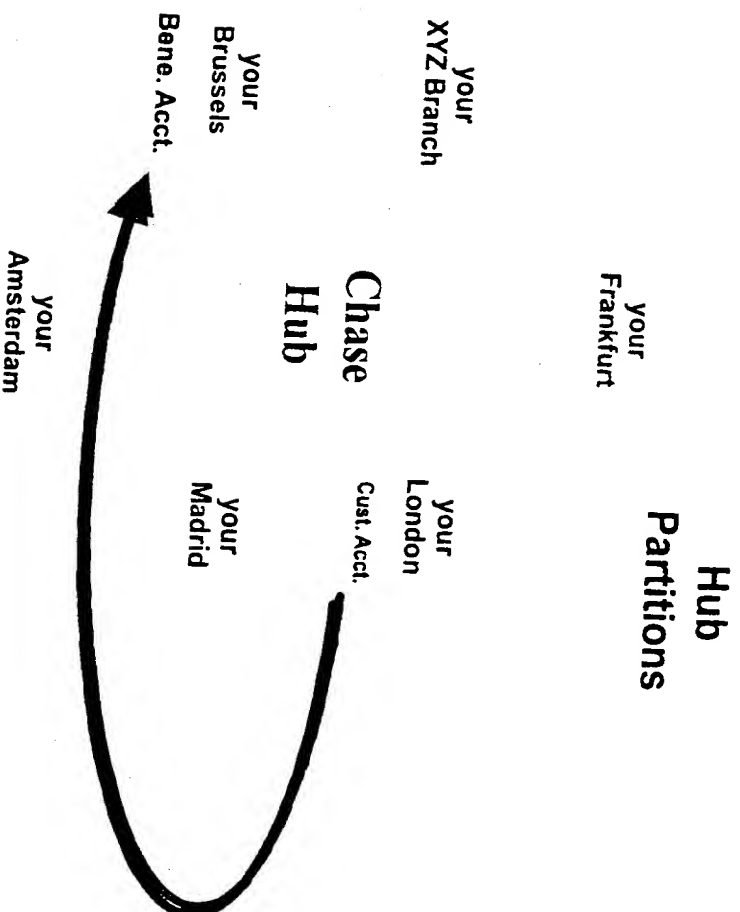 Hub
Partitions
your
Frankfurt
your
XYZ Branch
your
London
Cust. Acct.
Chase
Hub
your
Brussels
Bene. Acct.
your
Madrid
your
Amsterdam